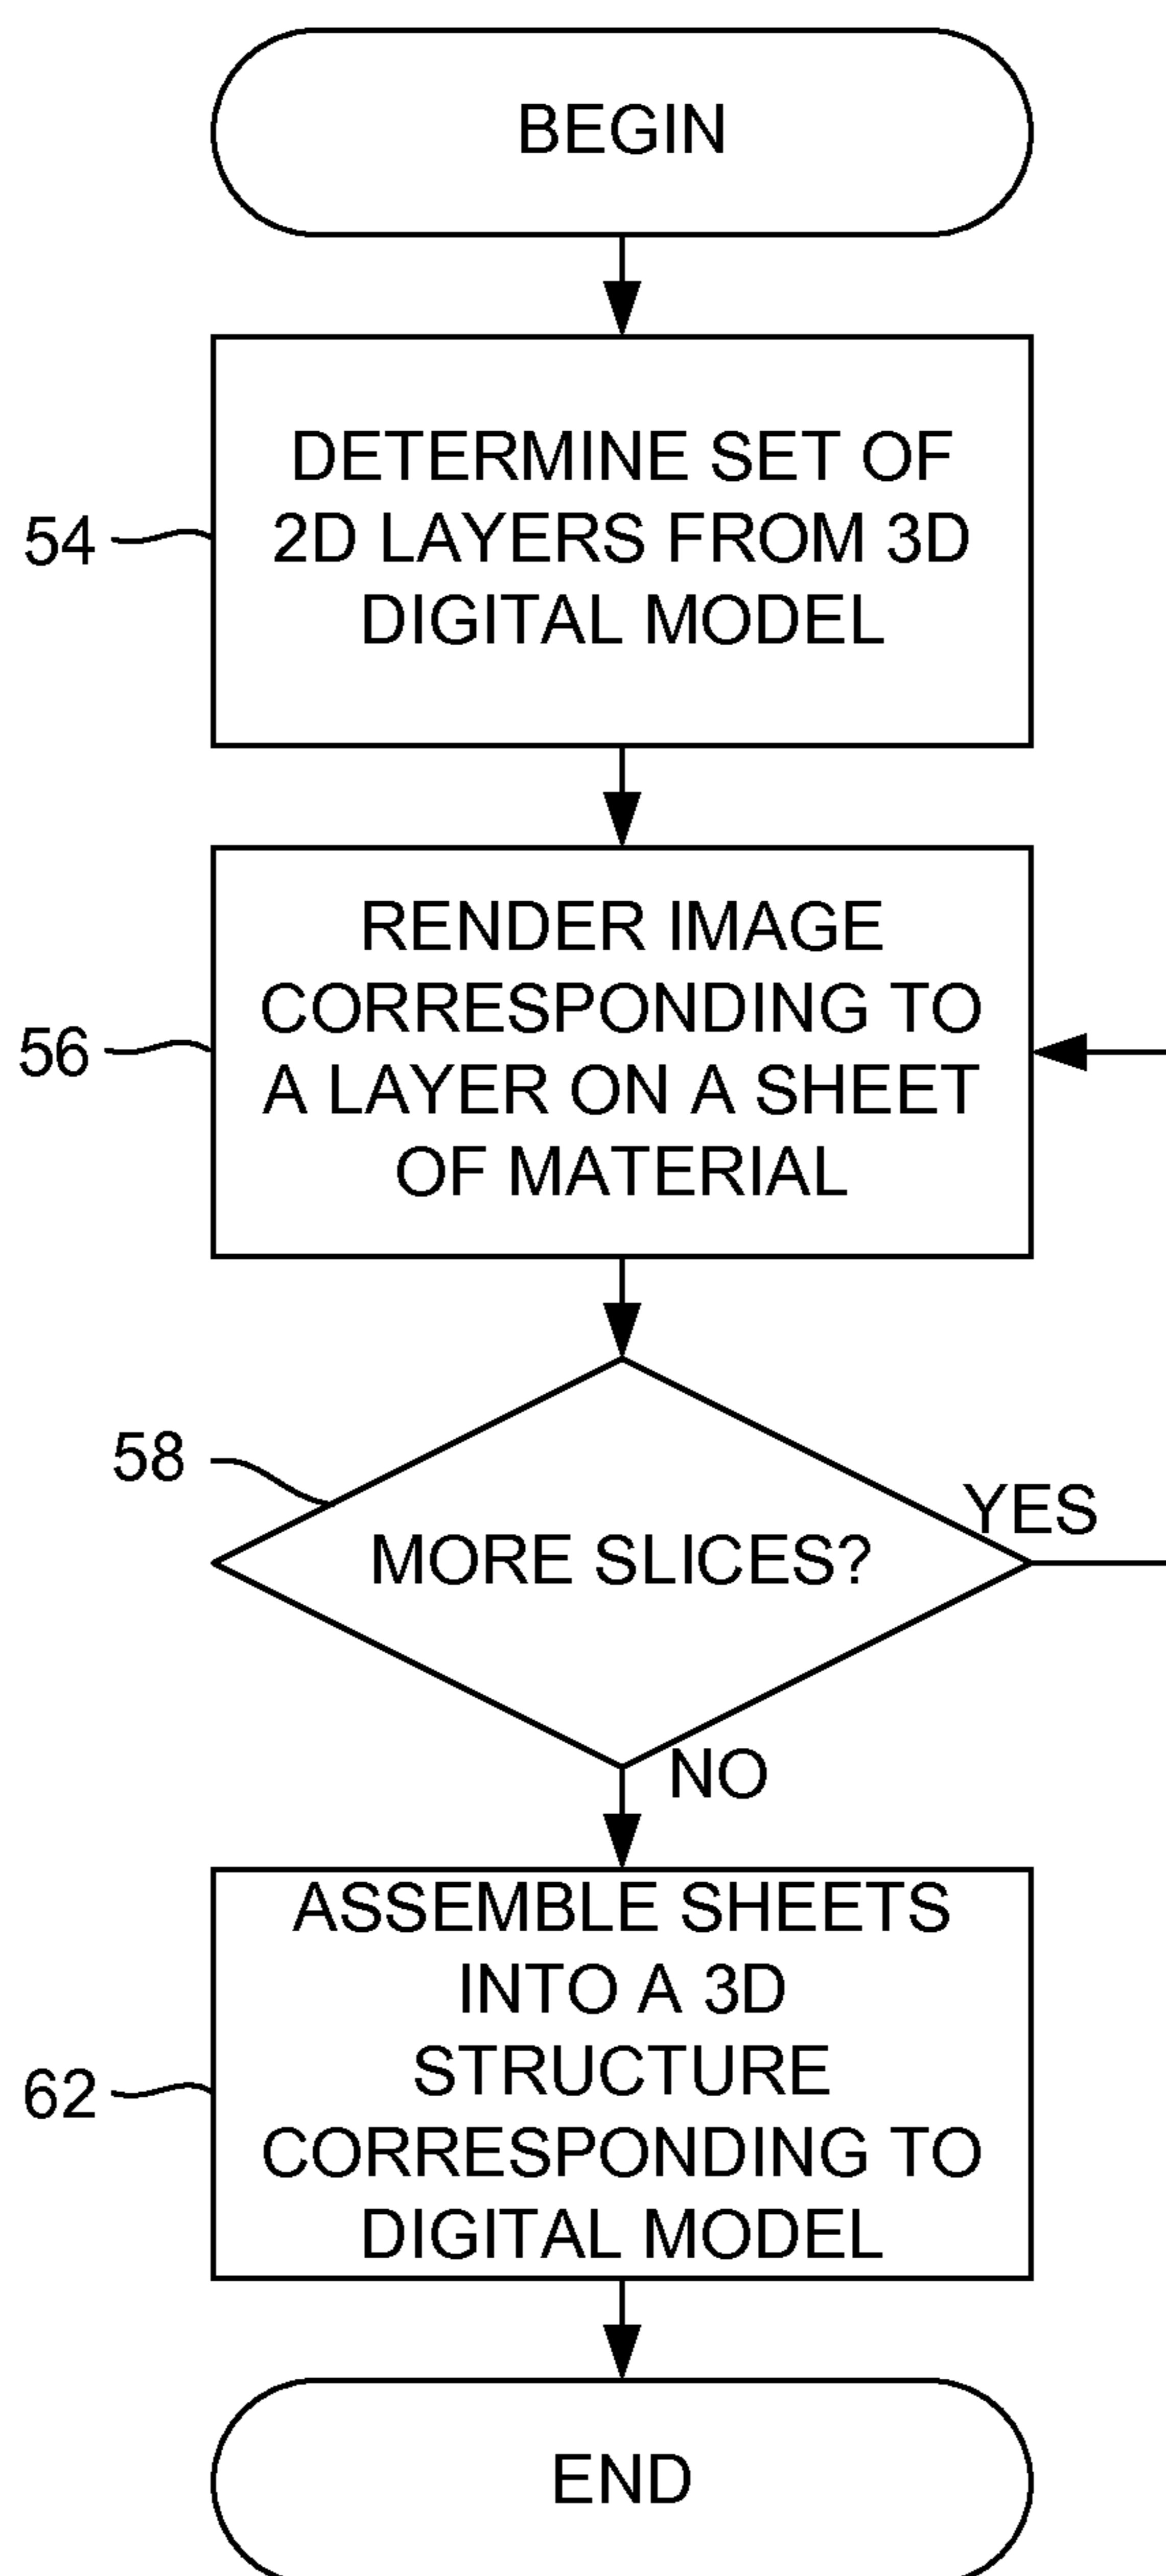 BEGIN
54
DETERMINE SET OF
2D LAYERS FROM 3D
DIGITAL MODEL
56
RENDER IMAGE
CORRESPONDING TO
A LAYER ON A SHEET
OF MATERIAL
58
MORE SLICES?
YES
NO
62
ASSEMBLE SHEETS
INTO A 3D
STRUCTURE
CORRESPONDING TO
DIGITAL MODEL
END